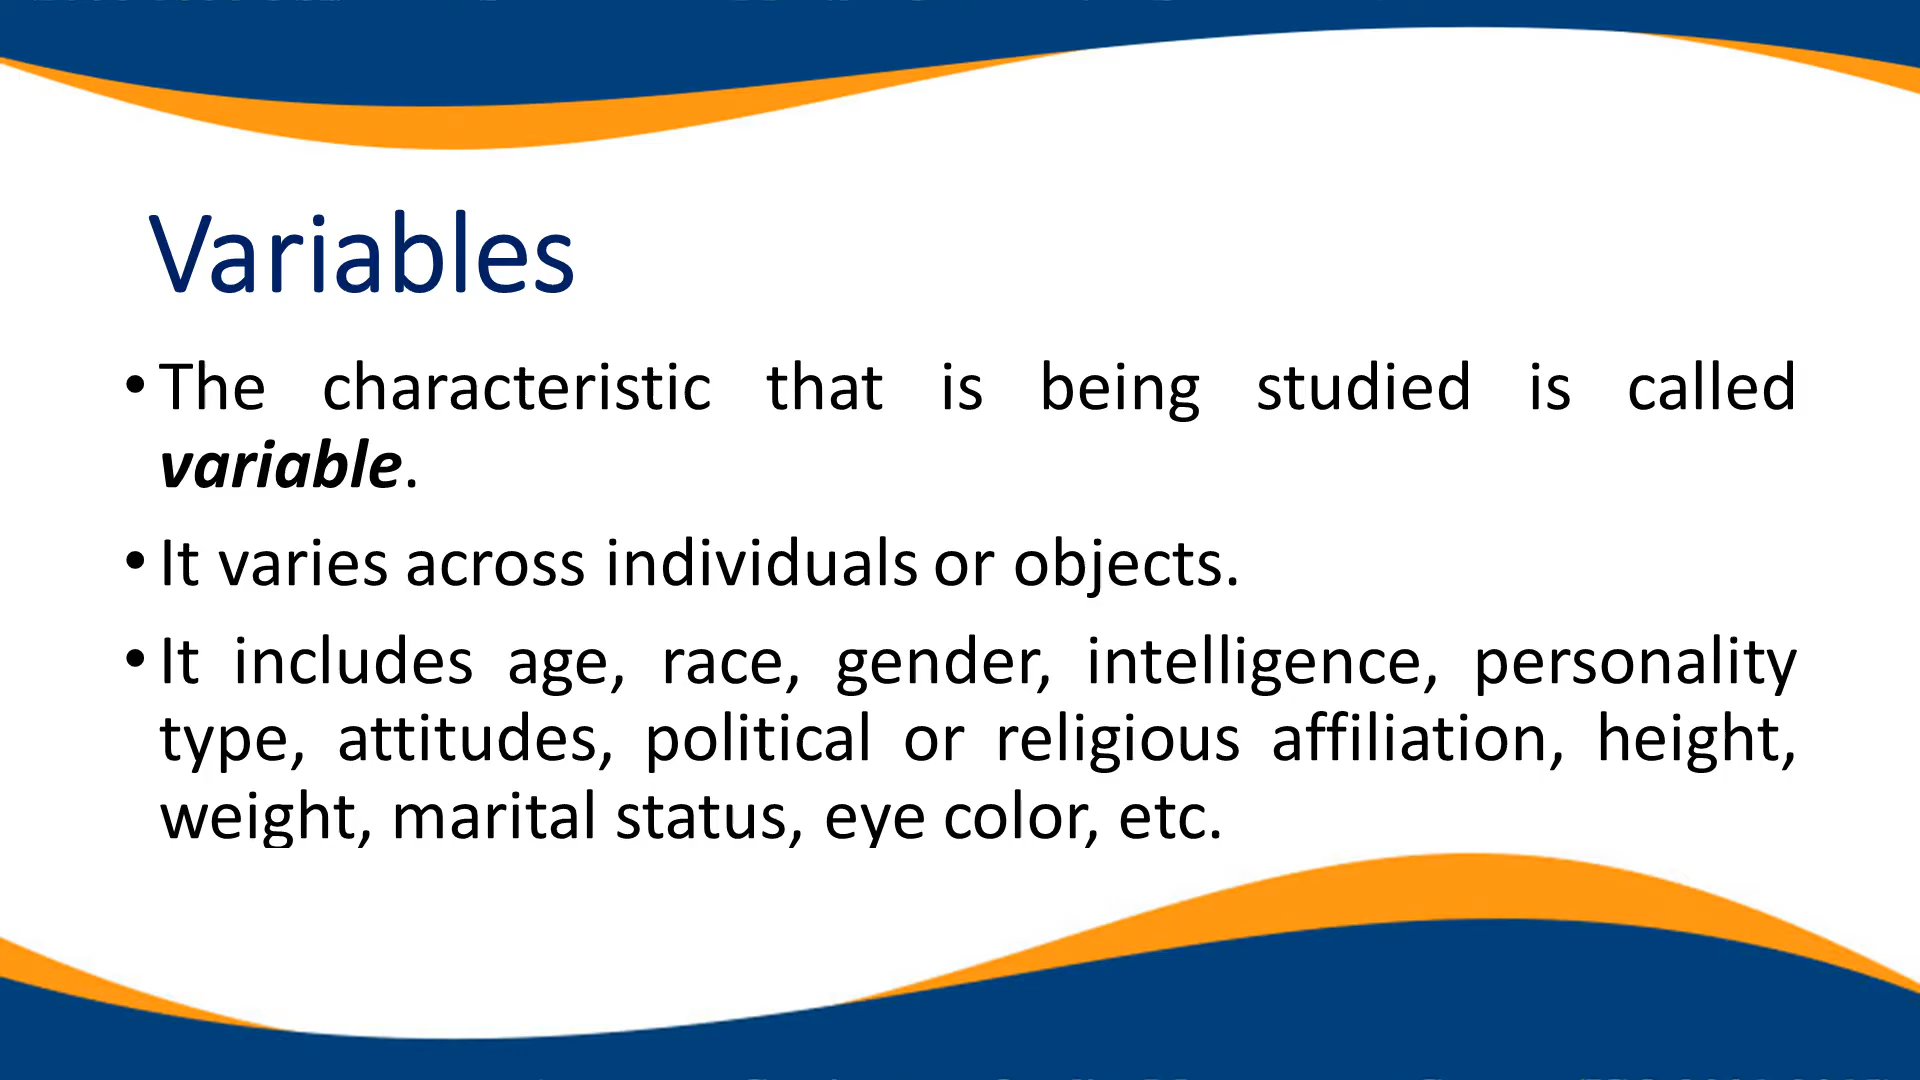 Variables
• The characteristic that is being studied is called
variable.
• It varies across individuals or objects.
• It includes age, race, gender, intelligence, personality
type, attitudes, political or religious affiliation, height,
weight, marital status, eye color, etc.